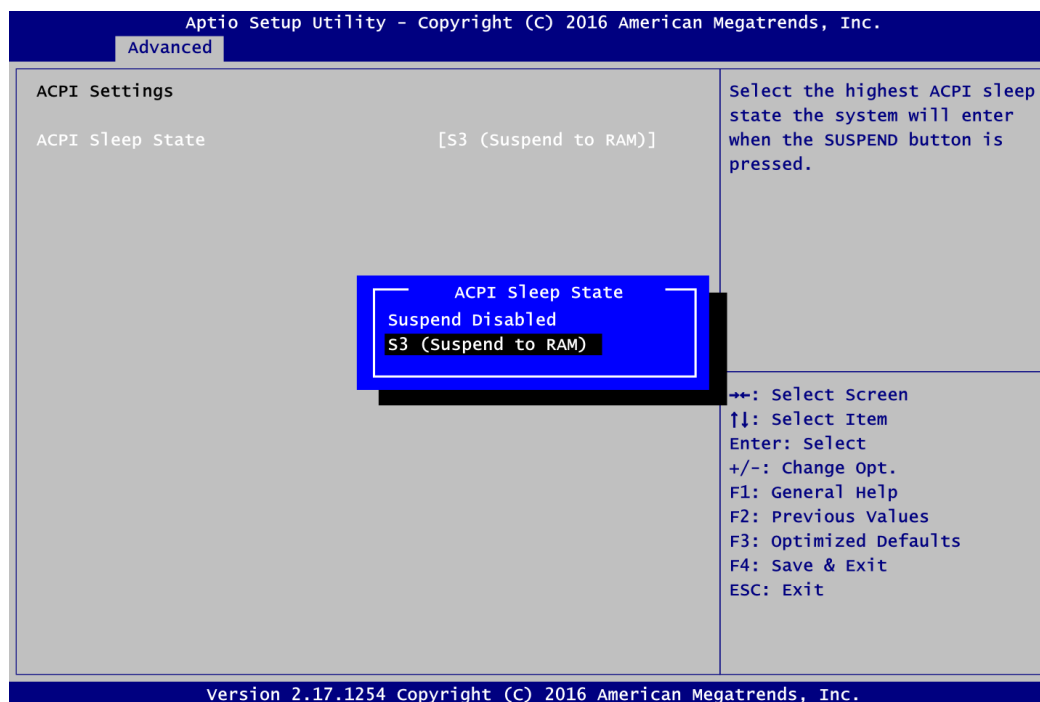 Aptio Setup Utility - Copyright (C) 2016 American Megatrends, Inc.
Advanced
ACPI Settings
ACPI Sleep State [S3 (Suspend to RAM)]
Select the highest ACPI sleep
state the system will enter
when the SUSPEND button is
pressed.
ACPI Sleep State
Suspend Disabled
S3 (Suspend to RAM)
→←: Select Screen
↑↓: Select Item
Enter: Select
+/-: Change Opt.
F1: General Help
F2: Previous Values
F3: Optimized Defaults
F4: Save & Exit
ESC: Exit
Version 2.17.1254 Copyright (C) 2016 American Megatrends, Inc.